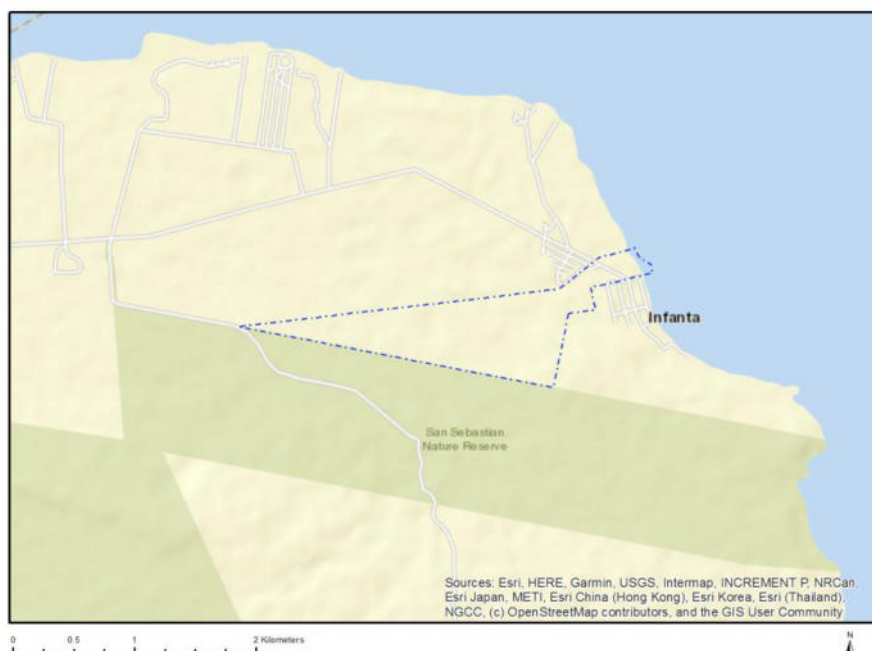 Infanta
San Sebastian
Nature Reserve
Sources: Esri, HERE, Garmin, USGS, Intermap, INCREMENT P, NRCan,
Esri Japan, METI, Esri China (Hong Kong), Esri Korea, Esri (Thailand),
NGCC, (c) OpenStreetMap contributors, and the GIS User Community
0 0.5 1 2 Kilometers
N